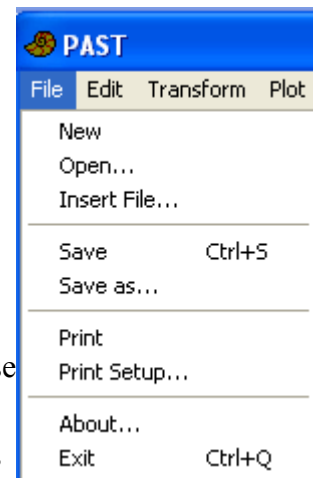 PAST
File Edit Transform Plot
New
Open...
Insert File...
Save Ctrl+S
Save as...
Print
se Print Setup...
About...
Exit Ctrl+Q